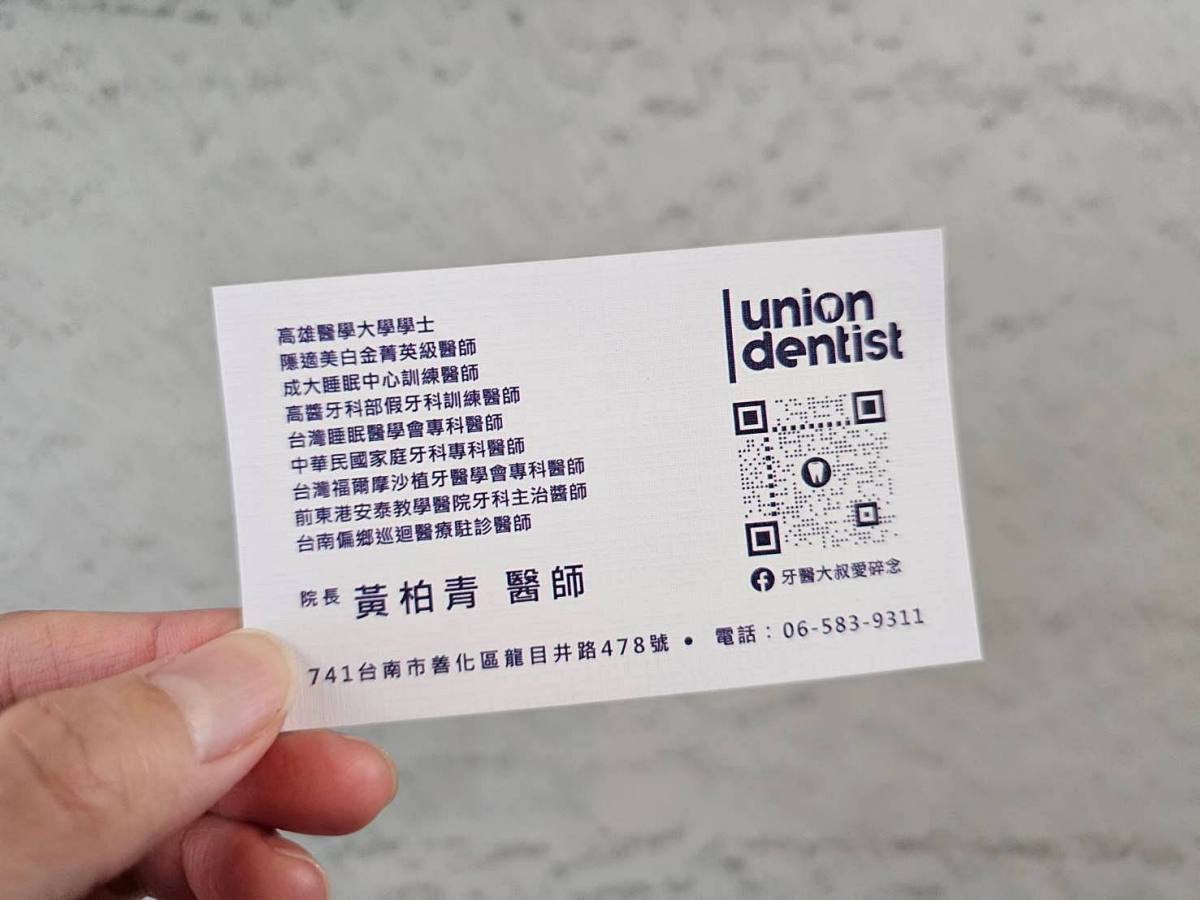 高雄醫學大學學士
隱適美白金菁英級醫師
成大睡眠中心訓練醫師
高醫牙科部假牙科訓練醫師
台灣睡眠醫學會專科醫師
中華民國家庭牙科專科醫師
台灣福爾摩沙植牙醫學會專科醫師
前東港安泰教學醫院牙科主治醫師
台南偏鄉巡迴醫療駐診醫師
院長 黃柏青 醫師
741台南市善化區龍目井路478號 • 電話：06-583-9311
union
dentist
牙醫大叔愛碎念